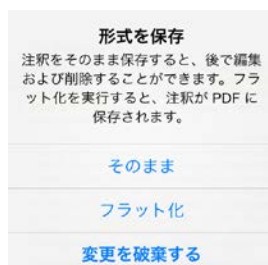 形式を保存
注釈をそのまま保存すると、後で編集
および削除することができます。フラ
ット化を実行すると、注釈が PDF に
保存されます。
そのまま
フラット化
変更を破棄する